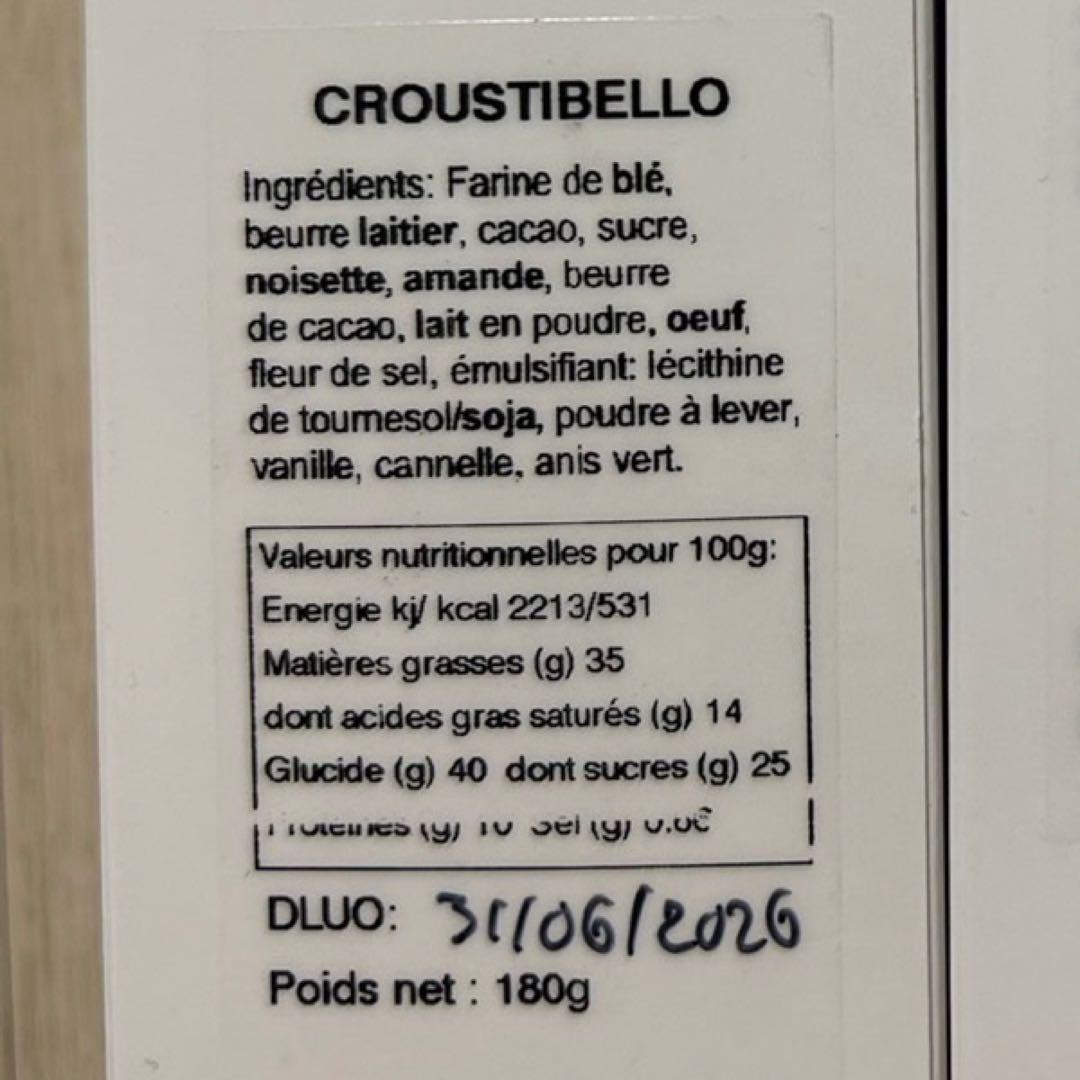 CROUSTIBELLO
Ingrédients: Farine de blé,
beurre laitier, cacao, sucre,
noisette, amande, beurre
de cacao, lait en poudre, oeuf,
fleur de sel, émulsifiant: lécithine
de tournesol/soja, poudre à lever,
vanille, cannelle, anis vert.
Valeurs nutritionnelles pour 100g:
Energie kj/ kcal 2213/531
Matières grasses (g) 35
dont acides gras saturés (g) 14
Glucide (g) 40 dont sucres (g) 25
Protéines (g) 10 Sel (g)
DLUO: 31/06/2026
Poids net : 180g